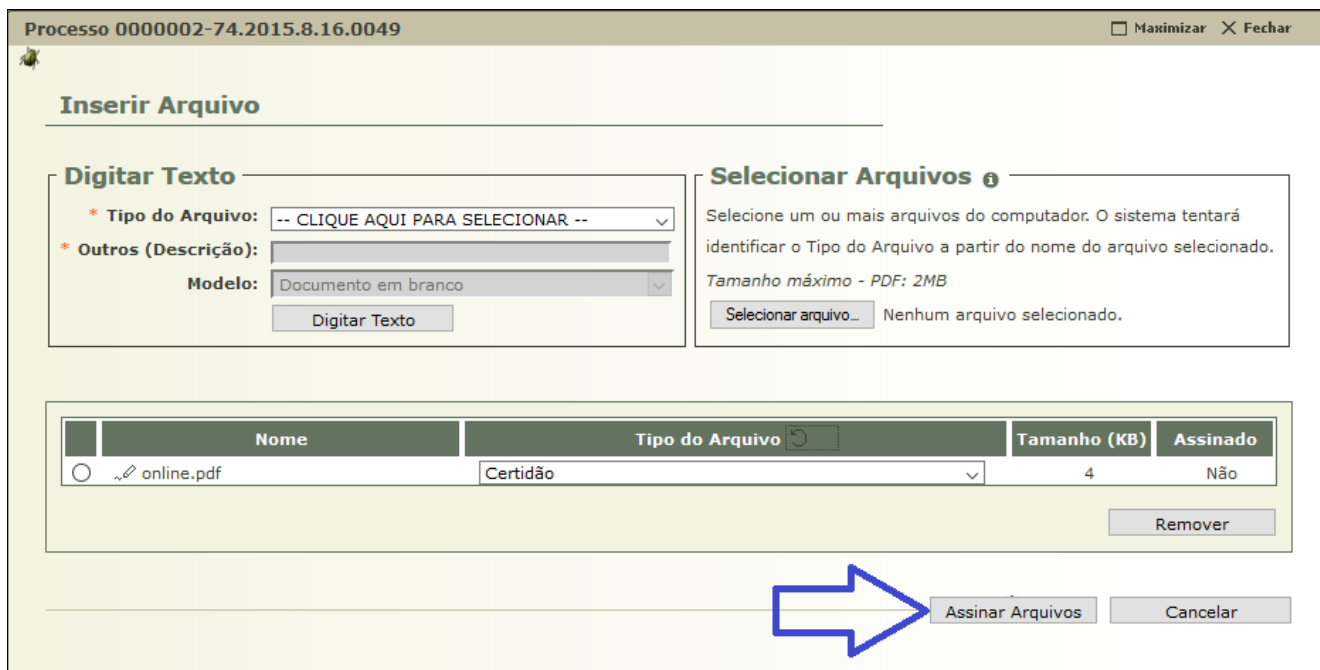 Processo 0000002-74.2015.8.16.0049
Maximizar
Fechar
Inserir Arquivo
Digitar Texto
* Tipo do Arquivo: -- CLIQUE AQUI PARA SELECIONAR --
* Outros (Descrição):
Modelo: Documento em branco
Digitar Texto
Selecionar Arquivos
Selecione um ou mais arquivos do computador. O sistema tentará
identificar o Tipo do Arquivo a partir do nome do arquivo selecionado.
Tamanho máximo - PDF: 2MB
Selecionar arquivo... Nenhum arquivo selecionado.
Nome Tipo do Arquivo Tamanho (KB) Assinado
online.pdf Certidão 4 Não
Remover
Assinar Arquivos Cancelar